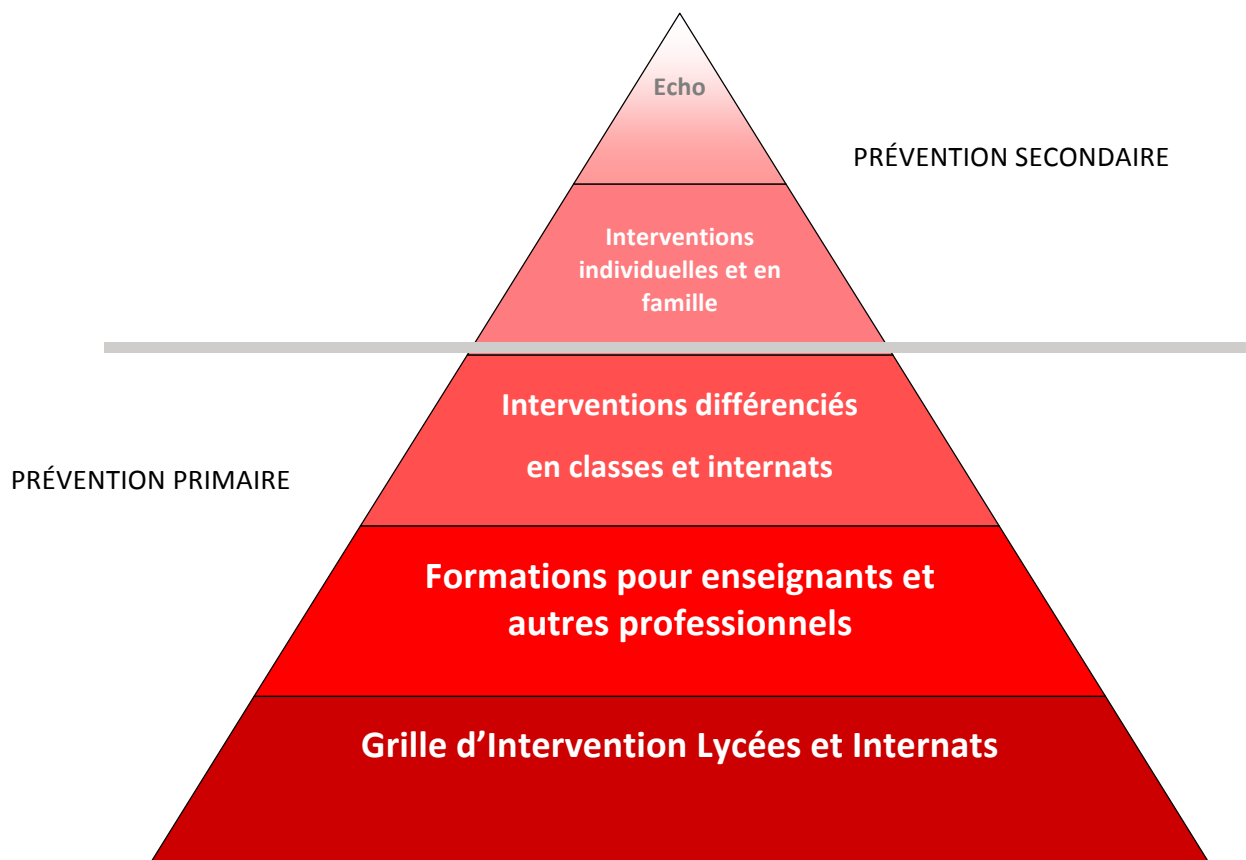 Echo
PRÉVENTION SECONDAIRE
Interventions
individuelles et en
famille
Interventions différenciés
en classes et internats
PRÉVENTION PRIMAIRE
Formations pour enseignants et
autres professionnels
Grille d’Intervention Lycées et Internats